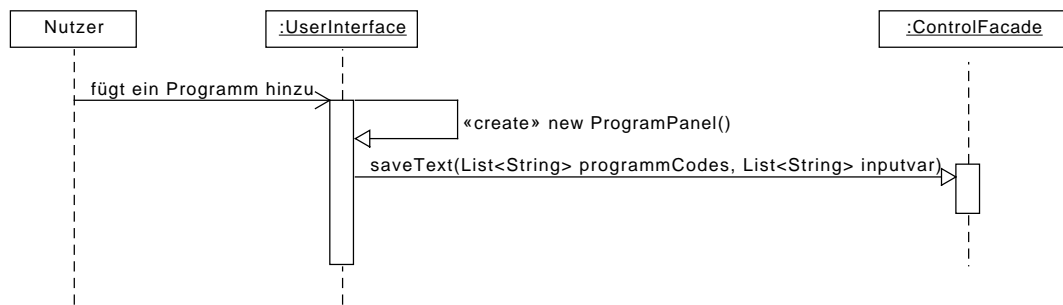 Nutzer
:UserInterface
:ControlFacade
fügt ein Programm hinzu
«create» new ProgramPanel()
saveText(List<String> programmCodes, List<String> inputvar)